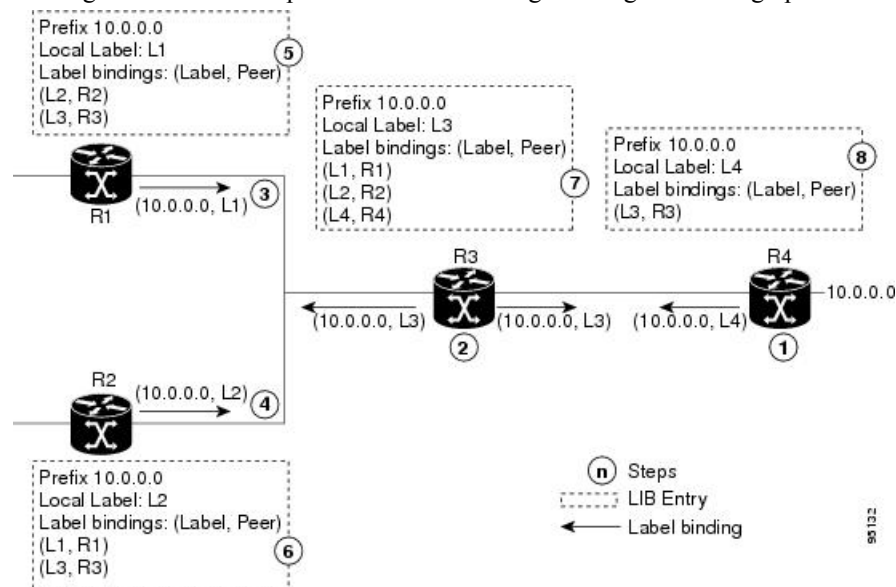 Prefix 10.0.0.0
Local Label: L1
Label bindings: (Label, Peer)
(L2, R2)
(L3, R3)
5
R1
(10.0.0.0, L1)
3
Prefix 10.0.0.0
Local Label: L3
Label bindings: (Label, Peer)
(L1, R1)
(L2, R2)
(L4, R4)
7
Prefix 10.0.0.0
Local Label: L4
Label bindings: (Label, Peer)
(L3, R3)
8
R3
R4
10.0.0.0
(10.0.0.0, L3)
(10.0.0.0, L3)
(10.0.0.0, L4)
2
1
R2
(10.0.0.0, L2)
4
Prefix 10.0.0.0
Local Label: L2
Label bindings: (Label, Peer)
(L1, R1)
(L3, R3)
6
n Steps
LIB Entry
Label binding